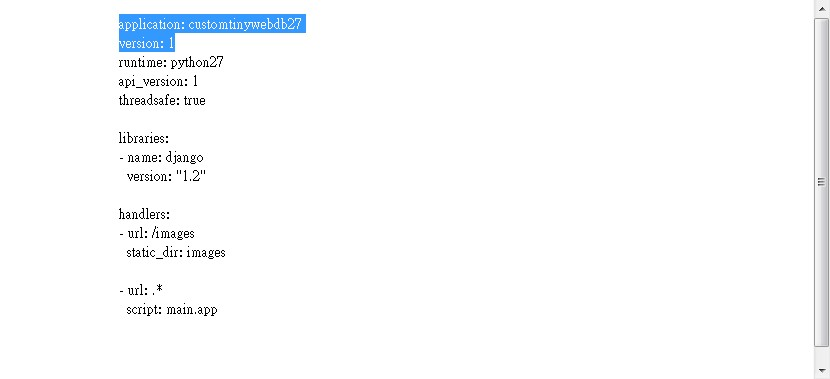 application: customtinywebdb27
version: 1
runtime: python27
api_version: 1
threadsafe: true

libraries:
- name: django
  version: "1.2"

handlers:
- url: /images
  static_dir: images

- url: .*
  script: main.app